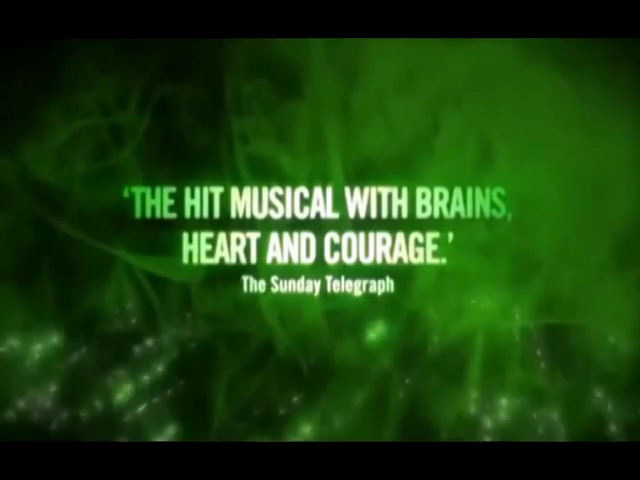 ‘THE HIT MUSICAL WITH BRAINS,
HEART AND COURAGE.’
The Sunday Telegraph